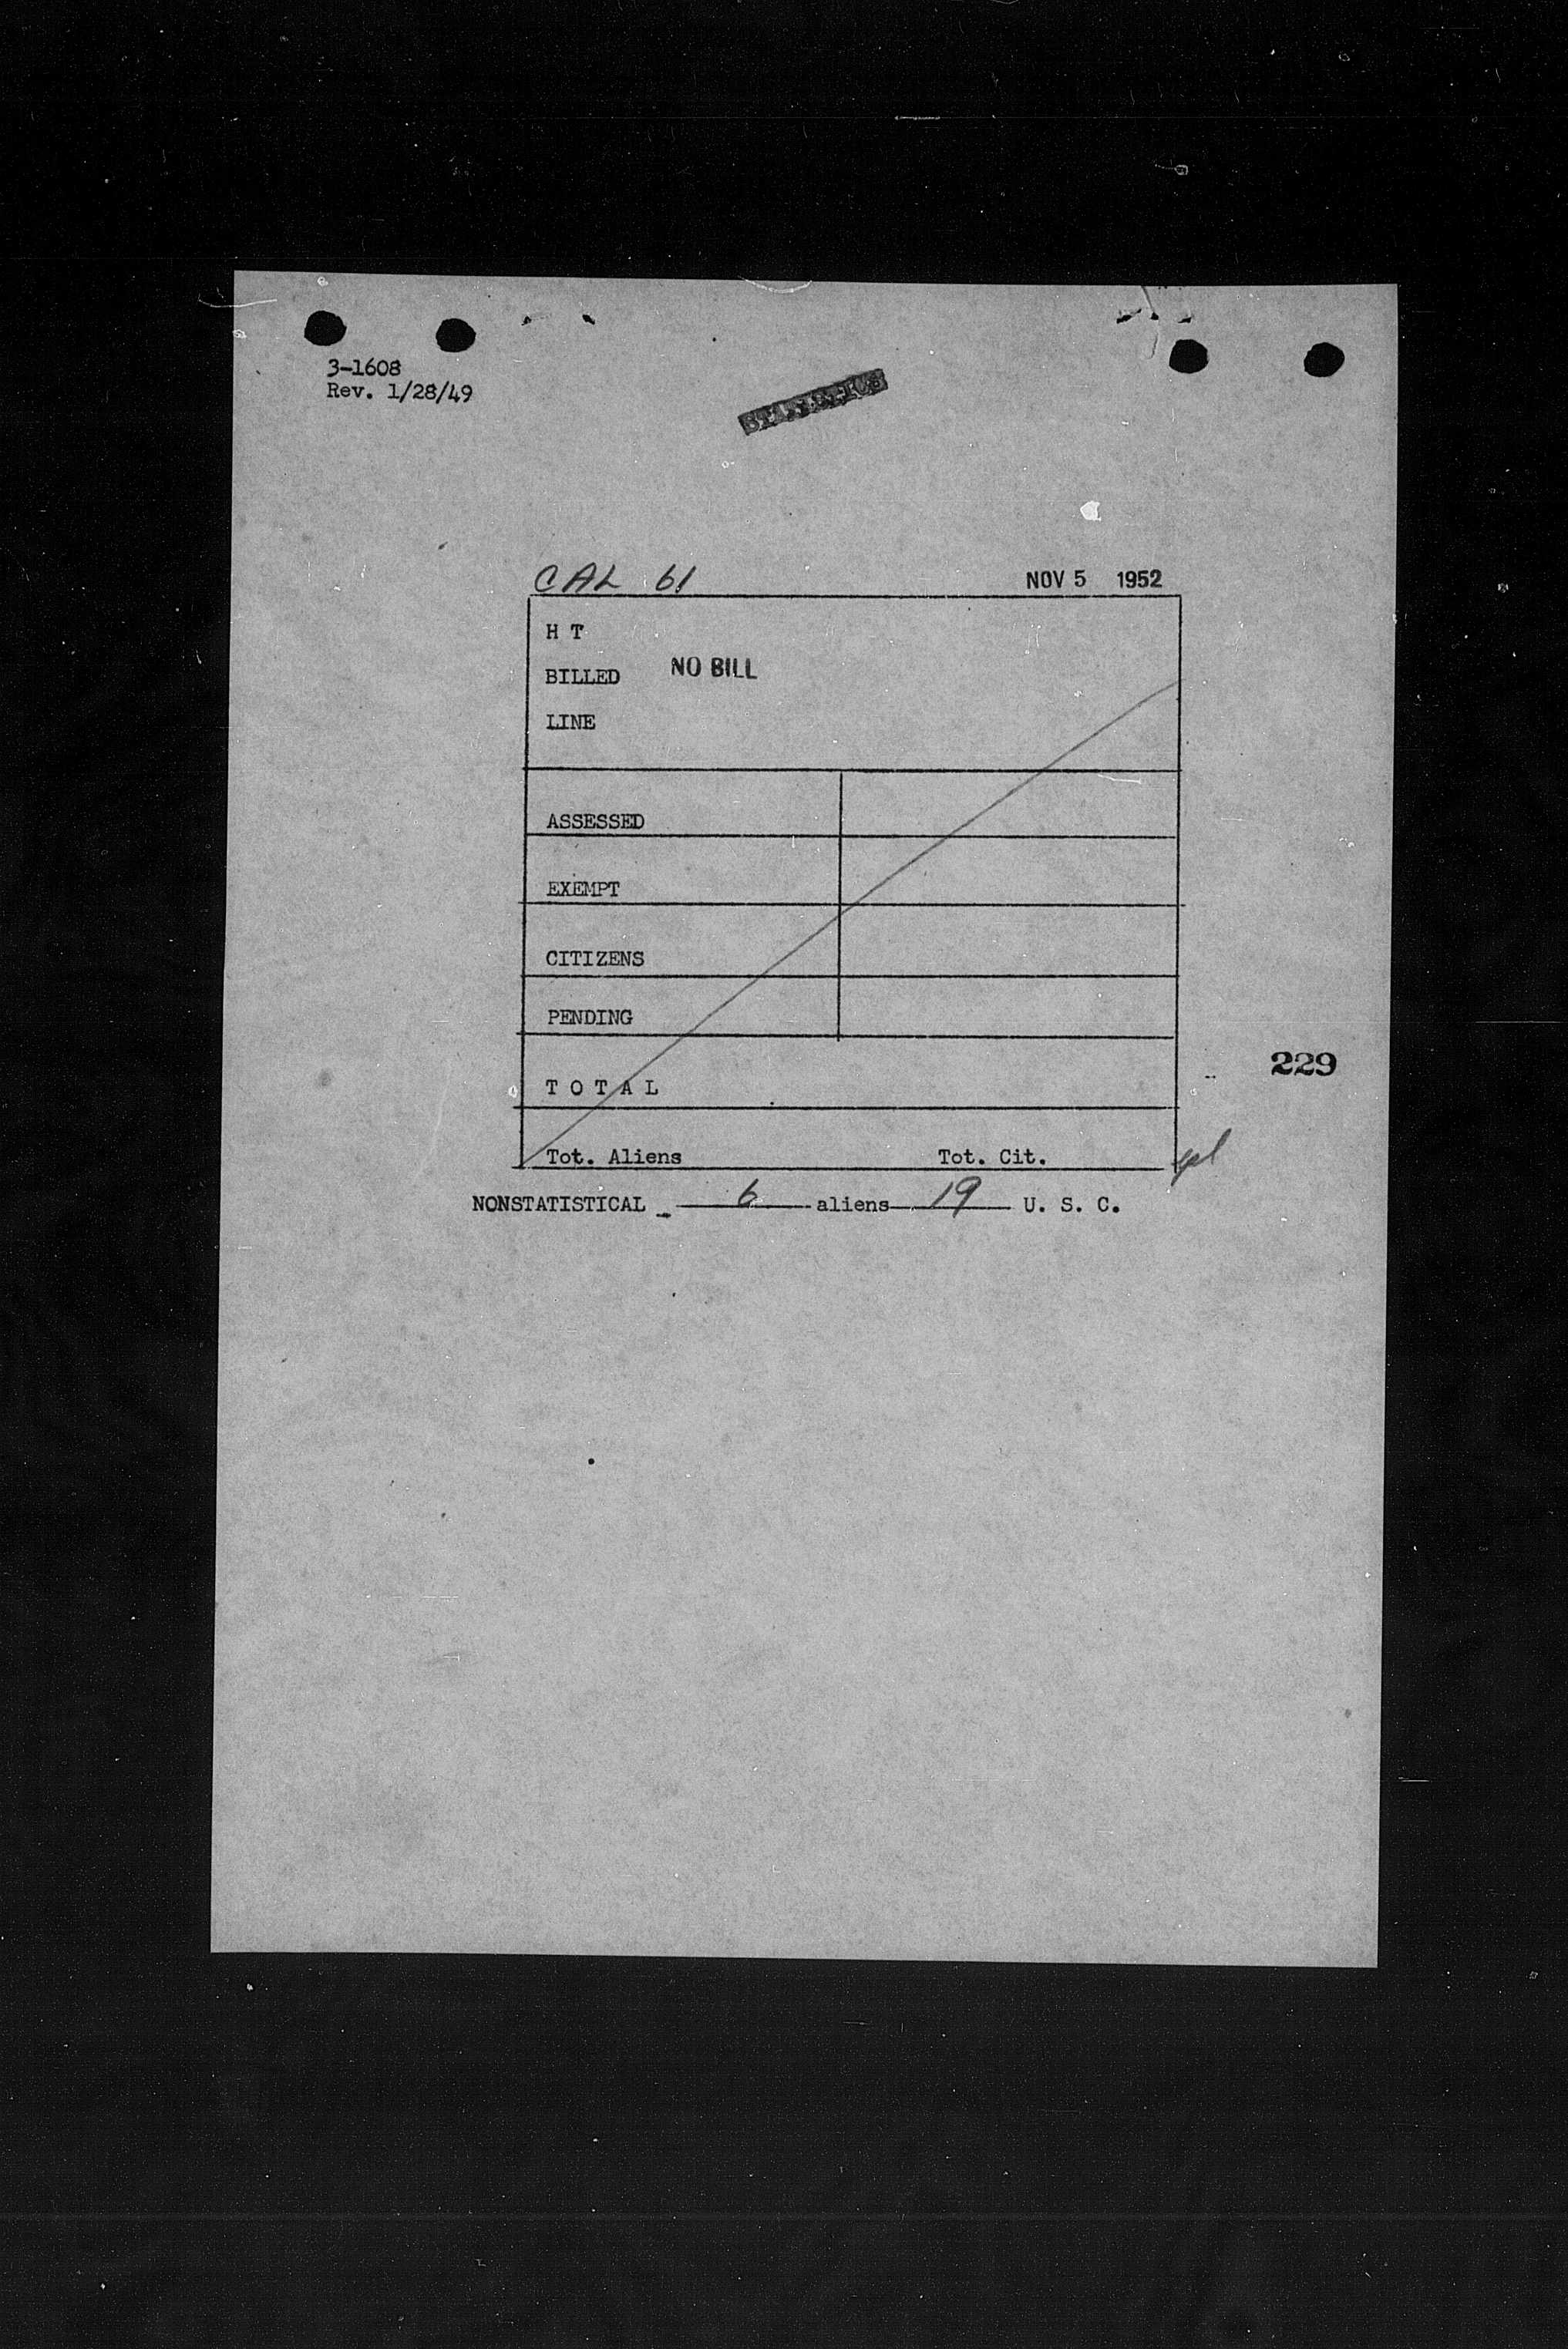 3-1608
Rev. 1/28/49
STATISTICS
CAL 61 NOV 5 1952
H T
BILLED NO BILL
LINE
ASSESSED
EXEMPT
CITIZENS
PENDING
229
T O T A L
Tot. Aliens Tot. Cit.
NONSTATISTICAL 6 aliens 19 U. S. C.